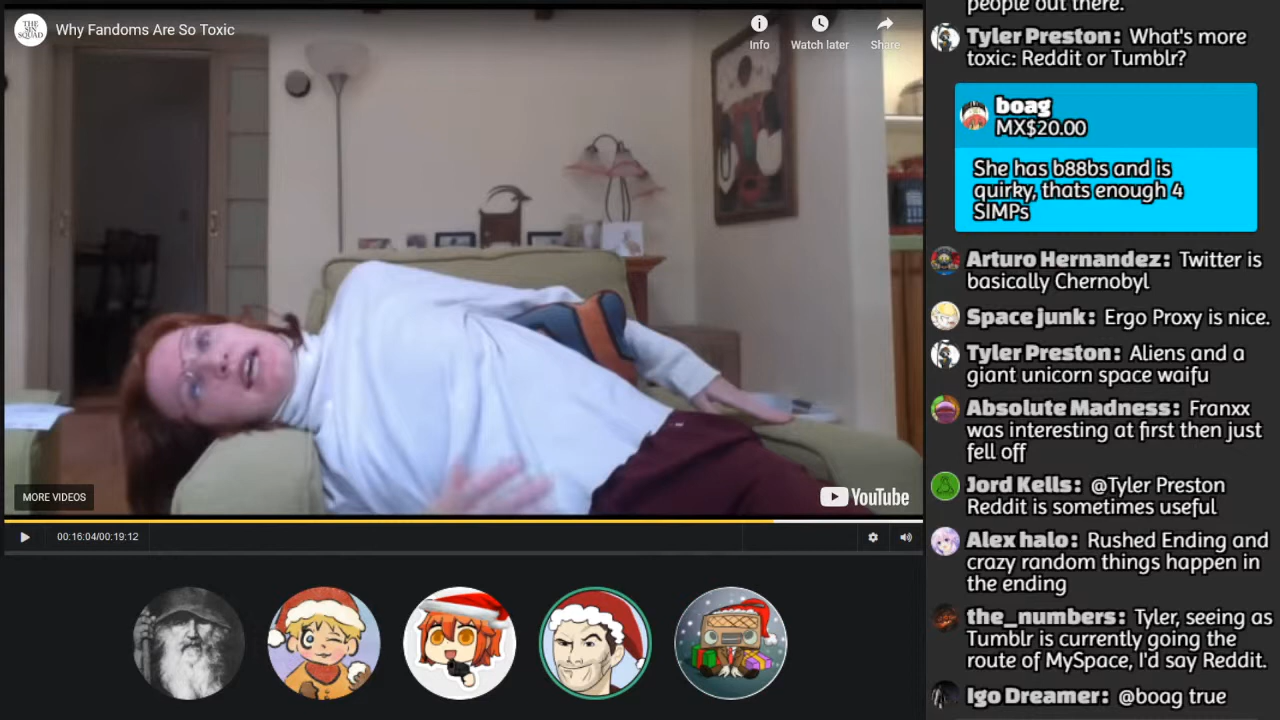 THE
SIN
SQUAD
Why Fandoms Are So Toxic
Info
Watch later
Share
MORE VIDEOS
YouTube
00:16:04/00:19:12
people out there.
Tyler Preston: What's more
toxic: Reddit or Tumblr?
boag
MX$20.00
She has b88bs and is
quirky, thats enough 4
SIMPs
Arturo Hernandez: Twitter is
basically Chernobyl
Space junk: Ergo Proxy is nice.
Tyler Preston: Aliens and a
giant unicorn space waifu
Absolute Madness: Franxx
was interesting at first then just
fell off
Jord Kells: @Tyler Preston
Reddit is sometimes useful
Alex halo: Rushed Ending and
crazy random things happen in
the ending
the_numbers: Tyler, seeing as
Tumblr is currently going the
route of MySpace, I'd say Reddit.
Igo Dreamer: @boag true